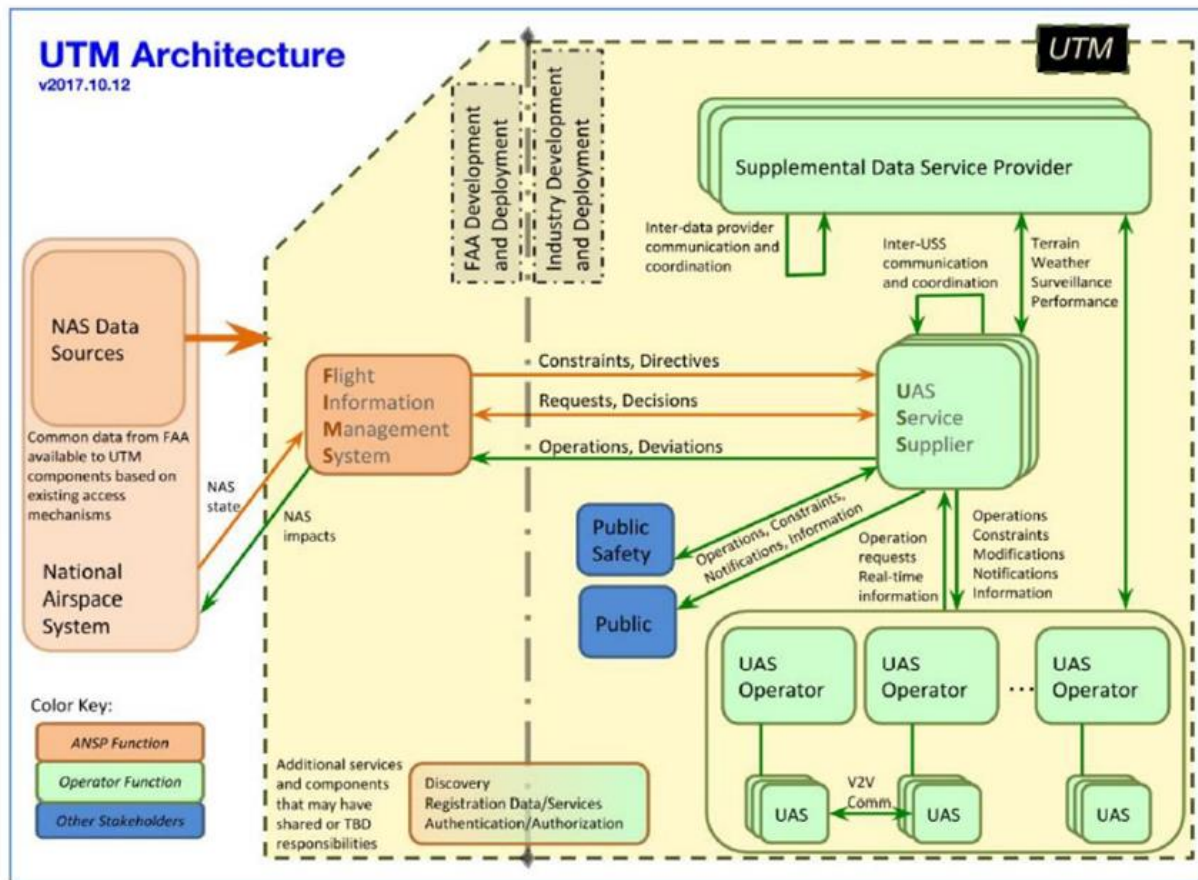 UTM Architecture
v2017.10.12
UTM
FAA Development
and Deployment
Industry Development
and Deployment
Supplemental Data Service Provider
Inter-data provider
communication and
coordination
Inter-USS
communication
and coordination
Terrain
Weather
Surveillance
Performance
NAS Data
Sources
Common data from FAA
available to UTM
components based on
existing access
mechanisms
National
Airspace
System
NAS
state
NAS
impacts
Flight
Information
Management
System
Constraints, Directives
Requests, Decisions
Operations, Deviations
UAS
Service
Supplier
Public
Safety
Public
Operations, Constraints,
Notifications, Information
Operation
requests
Real-time
information
Operations
Constraints
Modifications
Notifications
Information
UAS
Operator
UAS
Operator
...
UAS
Operator
UAS
V2V
Comm.
UAS
UAS
Color Key:
ANSP Function
Operator Function
Other Stakeholders
Additional services
and components
that may have
shared or TBD
responsibilities
Discovery
Registration Data/Services
Authentication/Authorization